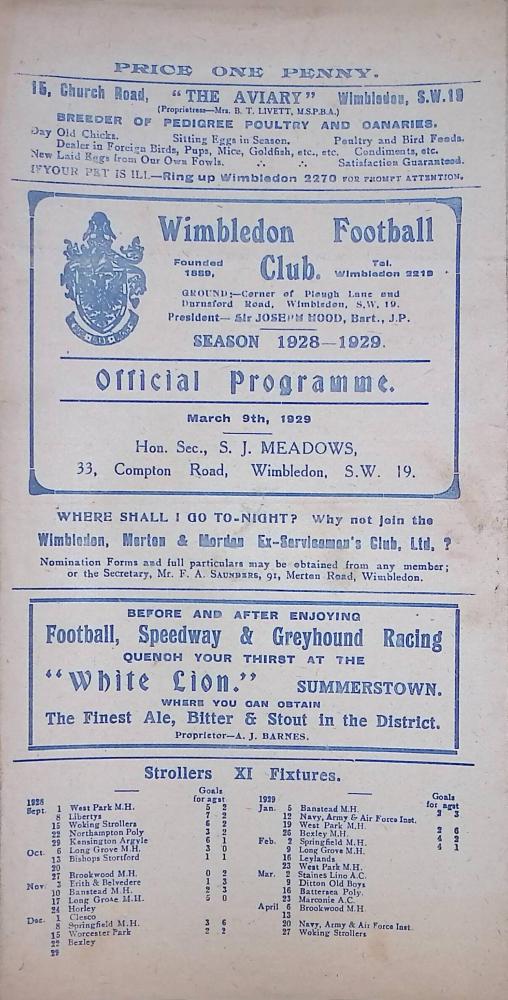 PRICE ONE PENNY.
15, Church Road, "THE AVIARY" Wimbledon, S.W.19
(Proprietress—Mrs. B. T. LIVETT, M.S.P.B.A.)
BREEDER OF PEDIGREE POULTRY AND CANARIES.
Day Old Chicks. Sitting Eggs in Season. Poultry and Bird Feeds.
Dealer in Foreign Birds, Pups, Mice, Goldfish, etc., etc. Condiments, etc.
New Laid Eggs from Our Own Fowls. Satisfaction Guaranteed.
IF YOUR PET IS ILL—Ring up Wimbledon 2270 FOR PROMPT ATTENTION.
Wimbledon Football
Founded 1889, Club. Tel. Wimbledon 2219
GROUND:—Corner of Plough Lane and
Durnsford Road, Wimbledon, S.W. 19.
President— Sir JOSEPH HOOD, Bart., J.P.
SEASON 1928—1929.
Official Programme.
March 9th, 1929
Hon. Sec., S. J. MEADOWS,
33, Compton Road, Wimbledon, S.W. 19.
WHERE SHALL I GO TO-NIGHT? Why not join the
Wimbledon, Merton & Morden Ex-Servicemen's Club, Ltd. ?
Nomination Forms and full particulars may be obtained from any member;
or the Secretary, Mr. F. A. SAUNDERS, 91, Merton Road, Wimbledon.
BEFORE AND AFTER ENJOYING
Football, Speedway & Greyhound Racing
QUENCH YOUR THIRST AT THE
"White Lion." SUMMERSTOWN.
WHERE YOU CAN OBTAIN
The Finest Ale, Bitter & Stout in the District.
Proprietor—A. J. BARNES.
Strollers XI Fixtures.
1928 Goals for agst
Sept. 1 West Park M.H. 5 2
8 Libertys 7 2
15 Woking Strollers 6 2
22 Northampton Poly 3 2
29 Kensington Argyle 6 1
Oct. 6 Long Grove M.H. 3 0
13 Bishops Stortford 1 1
20
27 Brookwood M.H. 0 2
Nov. 3 Erith & Belvedere 1 3
10 Banstead M.H. 2 3
17 Long Grove M.H. 5 0
24 Horley
Dec. 1 Clesco
8 Springfield M.H. 3 6
15 Worcester Park 2 2
22 Bexley
29
1929 Goals for agst
Jan. 5 Banstead M.H. 2 3
12 Navy, Army & Air Force Inst.
19 West Park M.H.
26 Bexley M.H. 2 6
Feb. 2 Springfield M.H. 4 2
9 Long Grove M.H. 4 1
16 Leylands
23 West Park M.H.
Mar. 2 Staines Lino A.C.
9 Ditton Old Boys
16 Battersea Poly.
23 Marconie A.C.
April 6 Brookwood M.H.
13
20 Navy, Army & Air Force Inst.
27 Woking Strollers